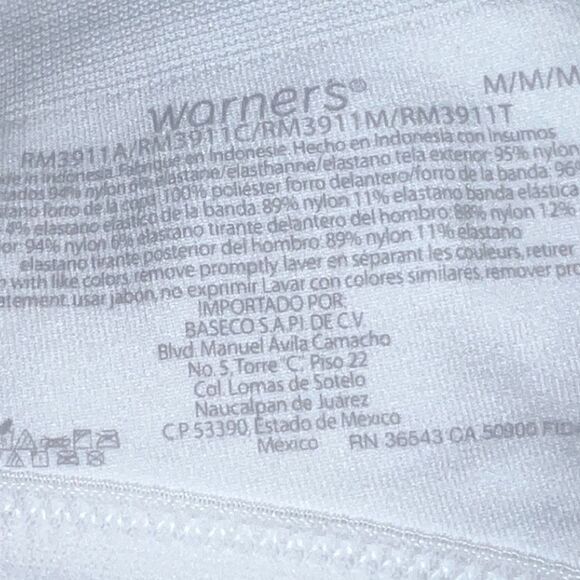 warner's® M/M/M
RM3911A/RM3911C/RM3911M/RM3911T
in Indonesia. Fabriqué en Indonésie. Hecho en Indonesia con insumos
94% nylon 6% elastane/elasthanne/elastano tela exterior: 95% nylon
forro de la copa 100% poliéster forro delantero/forro de la banda: 96
4% elastano elástico de la banda: 89% nylon 11% elastano banda elástica
94% nylon 6% elastano tirante delantero del hombro: 88% nylon 12%
elastano tirante posterior del hombro: 89% nylon 11% elastano
with like colors, remove promptly laver en séparant les couleurs, retirer
usar jabón, no exprimir Lavar con colores similares, remover pro
IMPORTADO POR:
BASECO S.A.P.I. DE C.V.
Blvd. Manuel Ávila Camacho
No. 5, Torre "C", Piso 22
Col. Lomas de Sotelo
Naucalpan de Juárez
C.P. 53390, Estado de México
México RN 36543 CA 50900